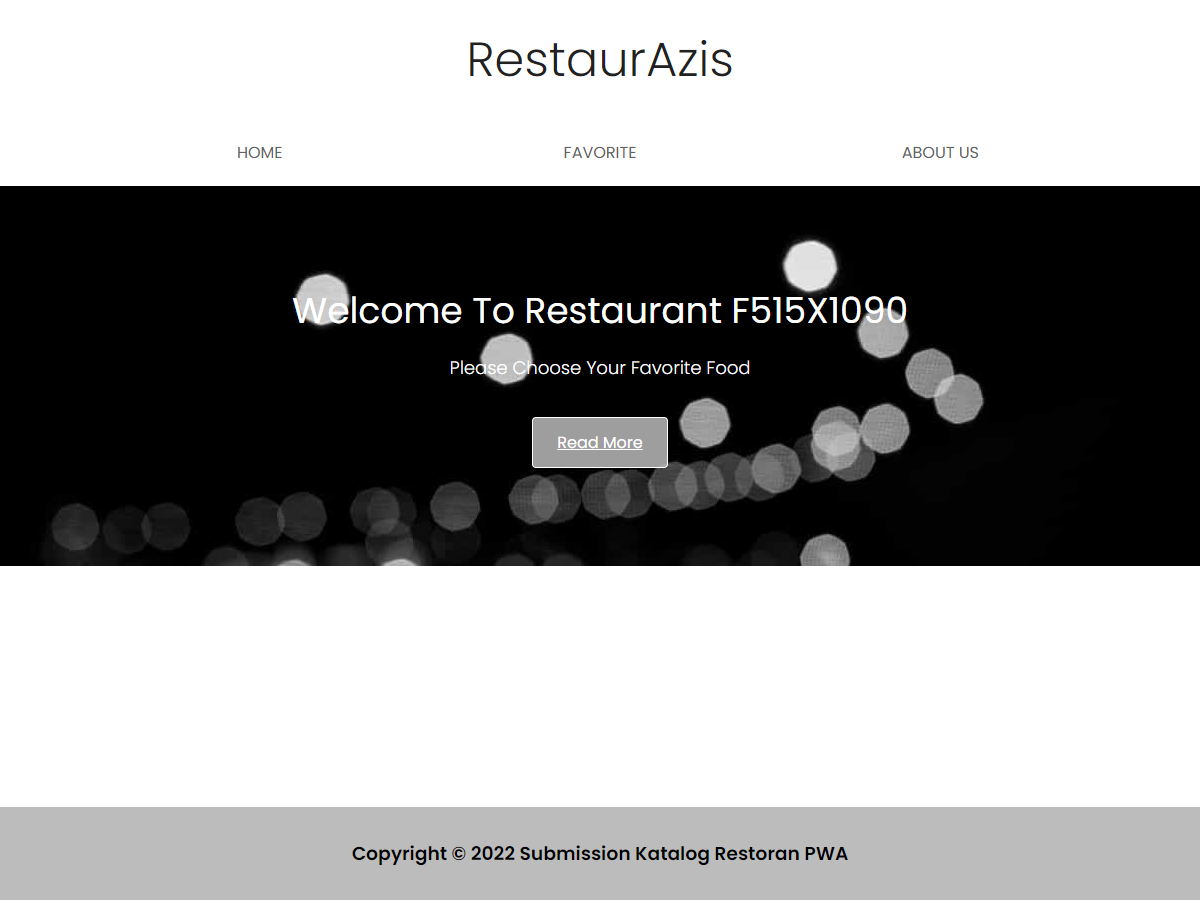 RestaurAzis
HOME
FAVORITE
ABOUT US
Welcome To Restaurant F515X1090
Please Choose Your Favorite Food
Read More
Copyright © 2022 Submission Katalog Restoran PWA